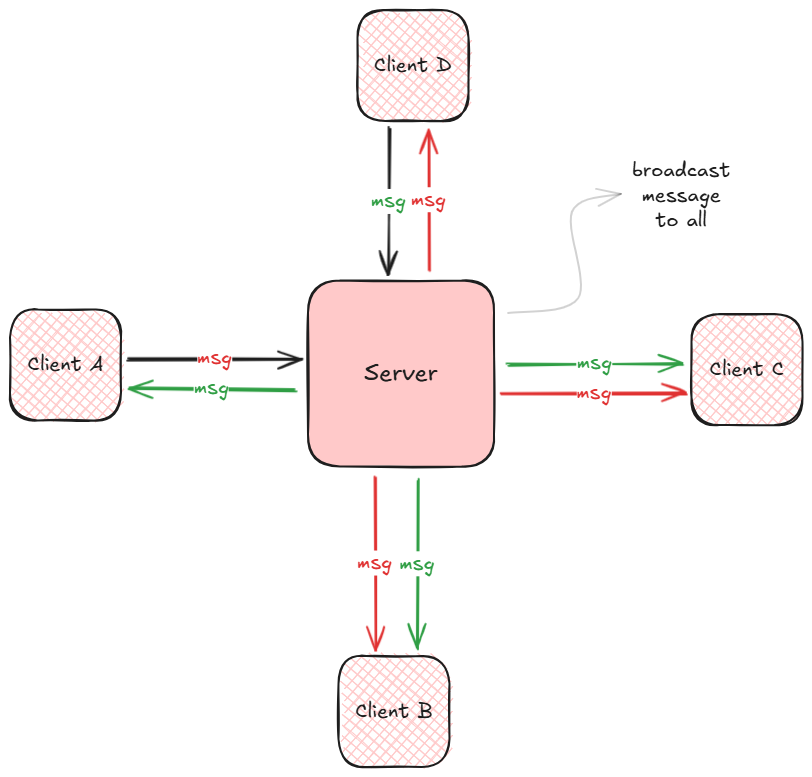 Client D
msg msg
broadcast
message
to all
Client A
msg
msg
Server
msg
msg
Client C
msg msg
Client B